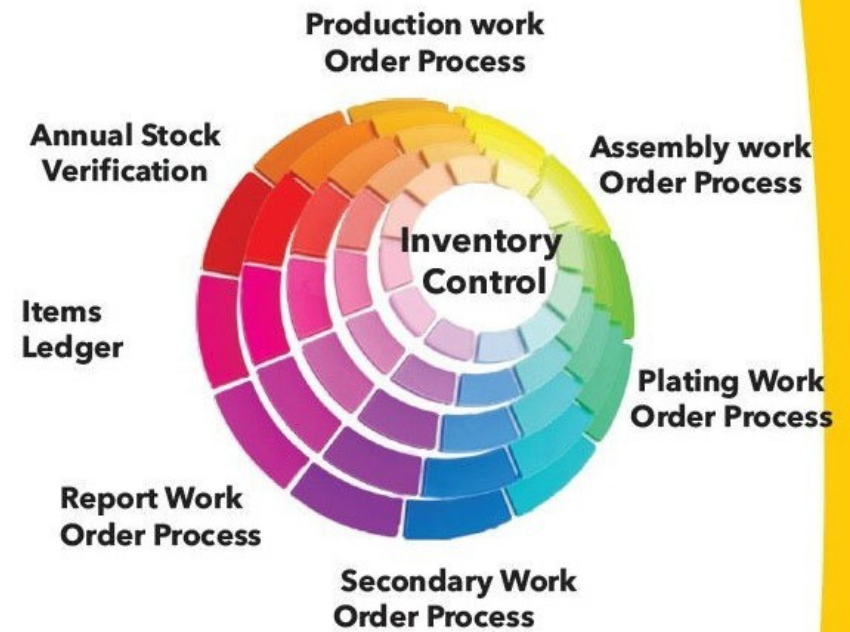 Production work
Order Process
Annual Stock
Verification
Assembly work
Order Process
Inventory
Control
Items
Ledger
Plating Work
Order Process
Report Work
Order Process
Secondary Work
Order Process